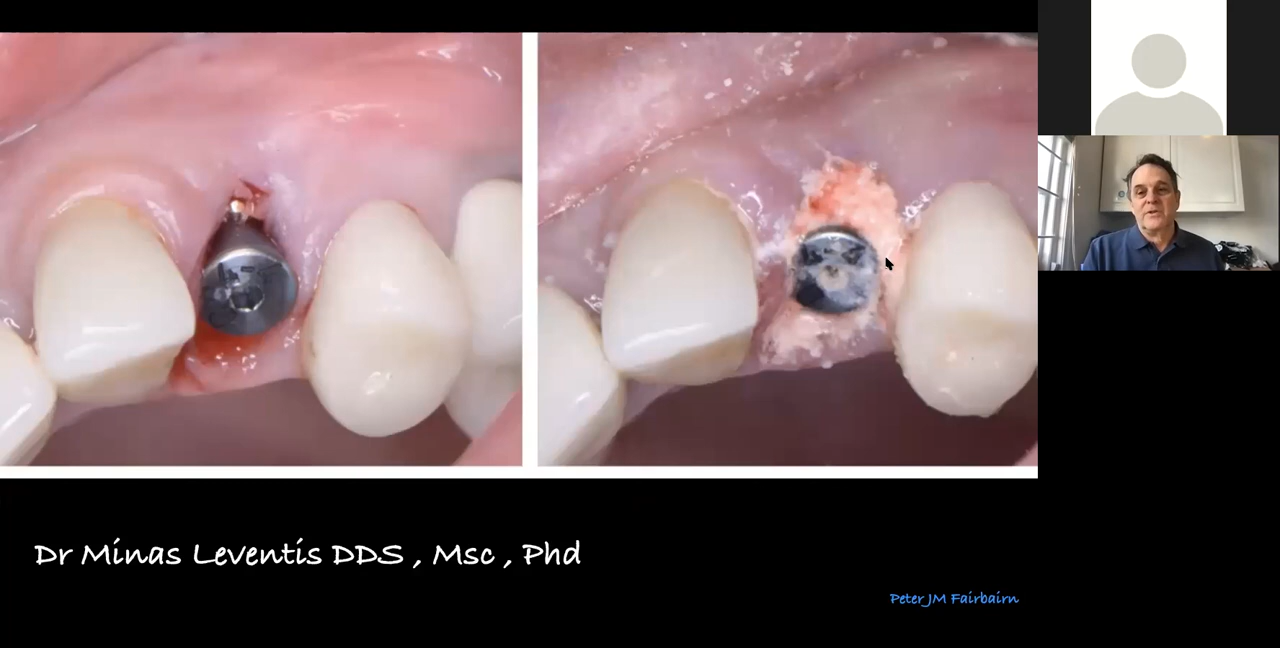 Dr Minas Leventis DDS , Msc , Phd
Peter JM Fairbairn